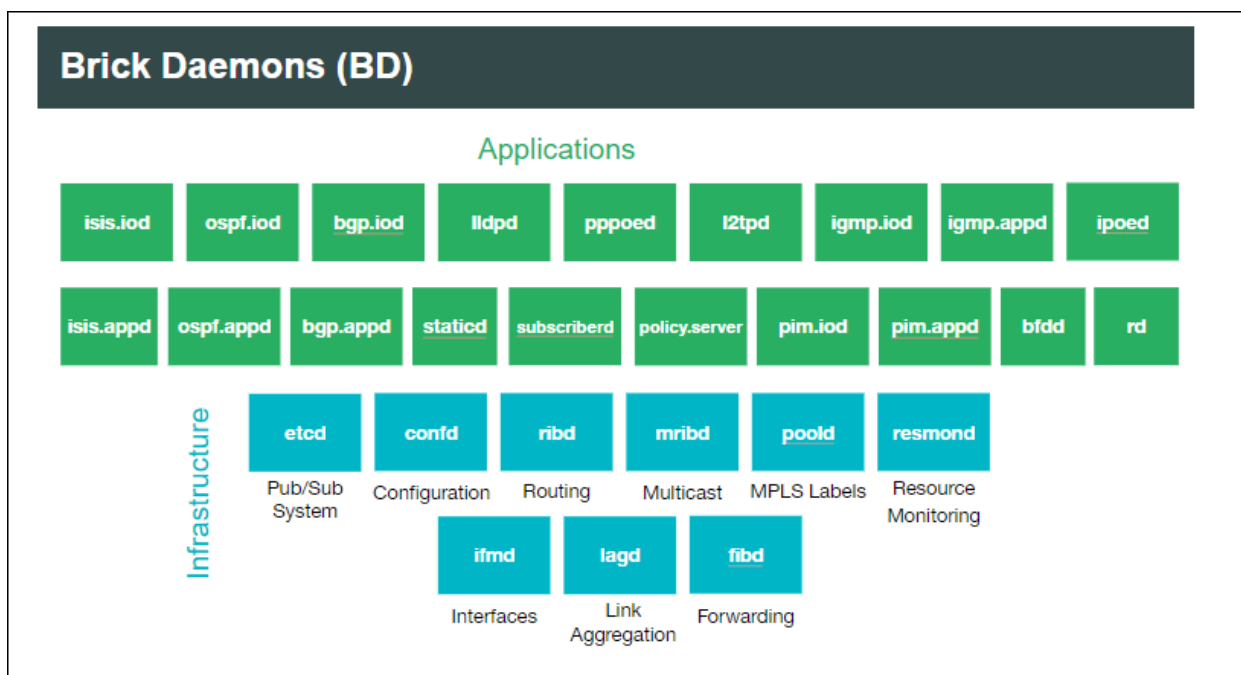 Brick Daemons (BD)
Applications
isis.iod ospf.iod bgp.iod lldpd pppoed l2tpd igmp.iod igmp.appd ipoed
isis.appd ospf.appd bgp.appd staticd subscriberd policy.server pim.iod pim.appd bfdd rd
Infrastructure
etcd confd ribd mribd poold resmond
Pub/Sub System Configuration Routing Multicast MPLS Labels Resource Monitoring
ifmd lagd fibd
Interfaces Link Aggregation Forwarding